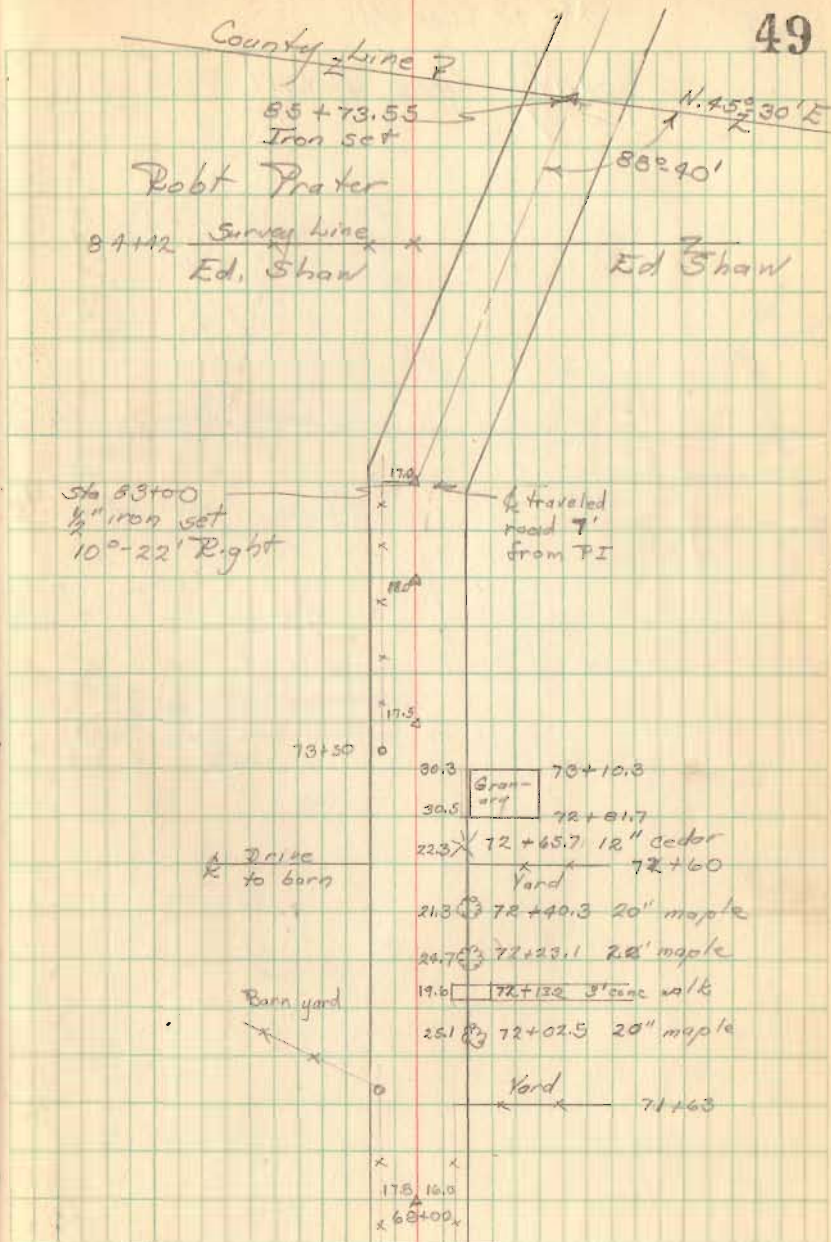 49
County Line
N. 45°30' E
85+73.55
Iron set
88°-40'
Robt Prater
84+42 Survey Line
Ed. Shaw
Ed Shaw
17.0
Sta 83+00
1/2" iron set
10°-22' Right
℄ traveled
road 7'
from PI
18.0
17.5
73+50
30.3 73+10.3
Gran-
ary
30.5 72+81.7
22.3 72+65.7 12" cedar
℄ Drive
to barn
72+60
Yard
21.3 72+40.3 20" maple
24.7 72+23.1 maple
19.6 72+13.2 3' conc walk
Barn yard
25.1 72+02.5 20" maple
Yard
71+63
17.8 16.0
68+00